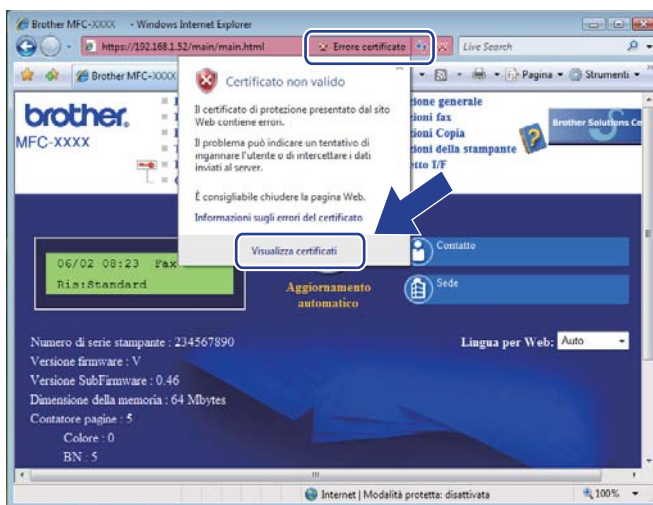 Brother MFC-XXXX - Windows Internet Explorer
https://192.168.1.52/main/main.html
Errore certificato
Live Search
Brother MFC-XXXX
Pagina
Strumenti
Certificato non valido
Il certificato di protezione presentato dal sito
Web contiene errori.
Il problema può indicare un tentativo di
ingannare l'utente o di intercettare i dati
inviati al server.
È consigliabile chiudere la pagina Web.
Informazioni sugli errori del certificato
Visualizza certificati
brother.
MFC-XXXX
zione generale
zioni fax
zioni Copia
zioni della stampante
etto I/F
Brother Solutions Ce
06/02 08:23 Fax
Ris:Standard
Aggiornamento
automatico
Contatto
Sede
Numero di serie stampante : 234567890
Lingua per Web: Auto
Versione firmware : V
Versione SubFirmware : 0.46
Dimensione della memoria : 64 Mbytes
Contatore pagine : 5
Colore : 0
BN : 5
Internet | Modalità protetta: disattivata
100%